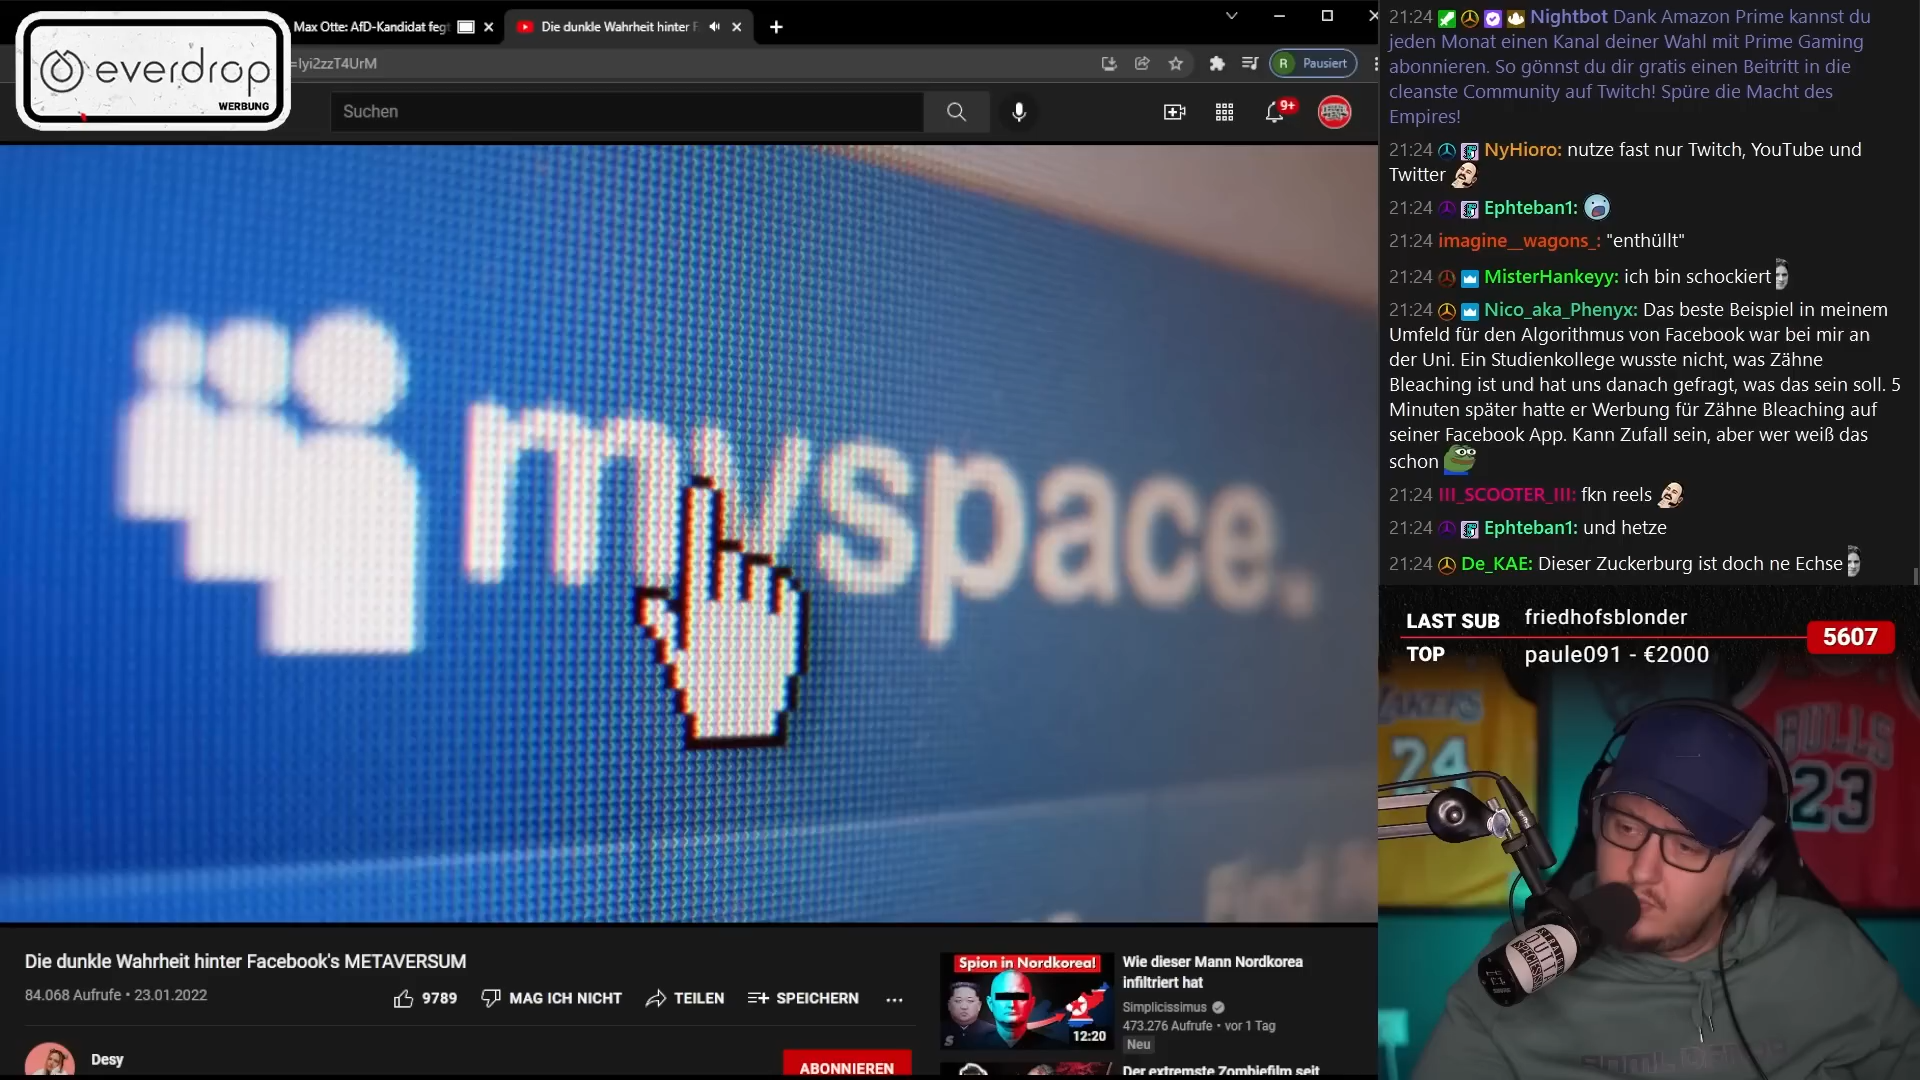 everdrop
WERBUNG
Max Otte: AfD-Kandidat fegt
Die dunkle Wahrheit hinter F
=lyi2zzT4UrM
R Pausiert
Suchen
9+
myspace.
Die dunkle Wahrheit hinter Facebook's METAVERSUM
84.068 Aufrufe • 23.01.2022
9789
MAG ICH NICHT
TEILEN
SPEICHERN
Desy
ABONNIEREN
Spion in Nordkorea!
12:20
Wie dieser Mann Nordkorea
infiltriert hat
Simplicissimus
473.276 Aufrufe • vor 1 Tag
Neu
Der extremste Zombiefilm seit
21:24 Nightbot Dank Amazon Prime kannst du
jeden Monat einen Kanal deiner Wahl mit Prime Gaming
abonnieren. So gönnst du dir gratis einen Beitritt in die
cleanste Community auf Twitch! Spüre die Macht des
Empires!
21:24 NyHioro: nutze fast nur Twitch, YouTube und
Twitter
21:24 Ephteban1:
21:24 imagine__wagons_: "enthüllt"
21:24 MisterHankeyy: ich bin schockiert
21:24 Nico_aka_Phenyx: Das beste Beispiel in meinem
Umfeld für den Algorithmus von Facebook war bei mir an
der Uni. Ein Studienkollege wusste nicht, was Zähne
Bleaching ist und hat uns danach gefragt, was das sein soll. 5
Minuten später hatte er Werbung für Zähne Bleaching auf
seiner Facebook App. Kann Zufall sein, aber wer weiß das
schon
21:24 III_SCOOTER_III: fkn reels
21:24 Ephteban1: und hetze
21:24 De_KAE: Dieser Zuckerburg ist doch ne Echse
LAST SUB friedhofsblonder
5607
TOP paule091 - €2000
LAKERS
24
BULLS
23
OUTTA